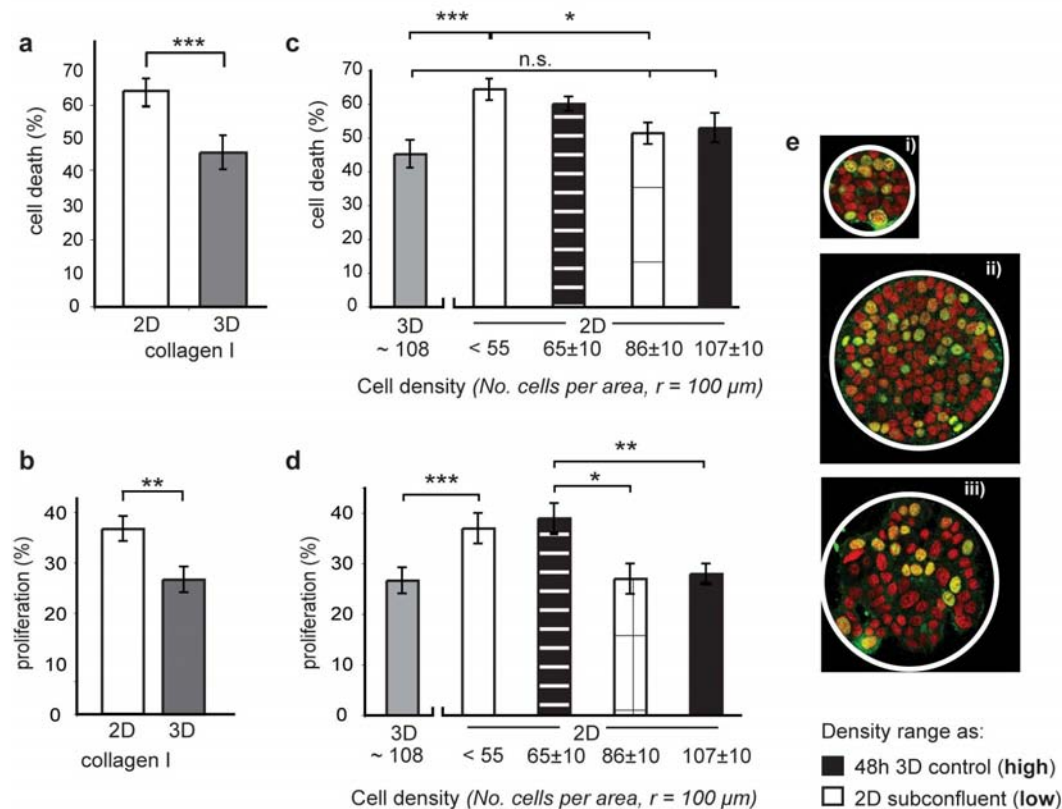 a
***
cell death (%)
70
60
50
40
30
20
10
0
2D 3D
collagen I
c
*** *
n.s.
cell death (%)
70
60
50
40
30
20
10
0
3D 2D
~ 108 < 55 65±10 86±10 107±10
Cell density (No. cells per area, r = 100 µm)
e
i)
ii)
iii)
b
**
proliferation (%)
40
30
20
10
0
2D 3D
collagen I
d
**
*** *
proliferation (%)
40
30
20
10
0
3D 2D
~ 108 < 55 65±10 86±10 107±10
Cell density (No. cells per area, r = 100 µm)
Density range as:
48h 3D control (high)
2D subconfluent (low)